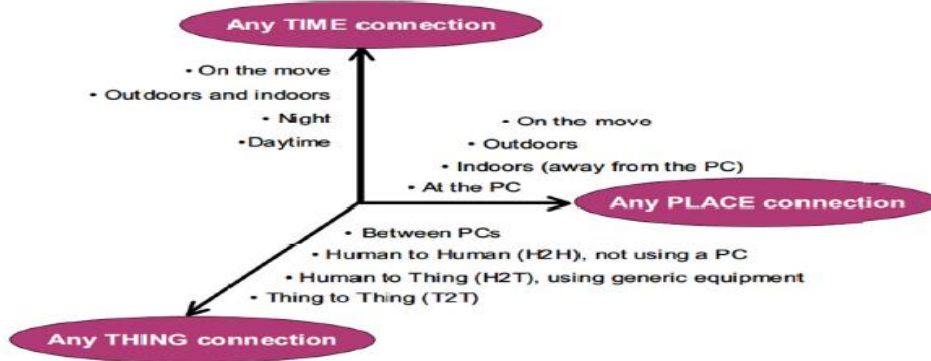 Any TIME connection
• On the move
• Outdoors and indoors
• Night
•Daytime
• On the move
• Outdoors
• Indoors (away from the PC)
• At the PC
Any PLACE connection
• Between PCs
• Human to Human (H2H), not using a PC
• Human to Thing (H2T), using generic equipment
• Thing to Thing (T2T)
Any THING connection